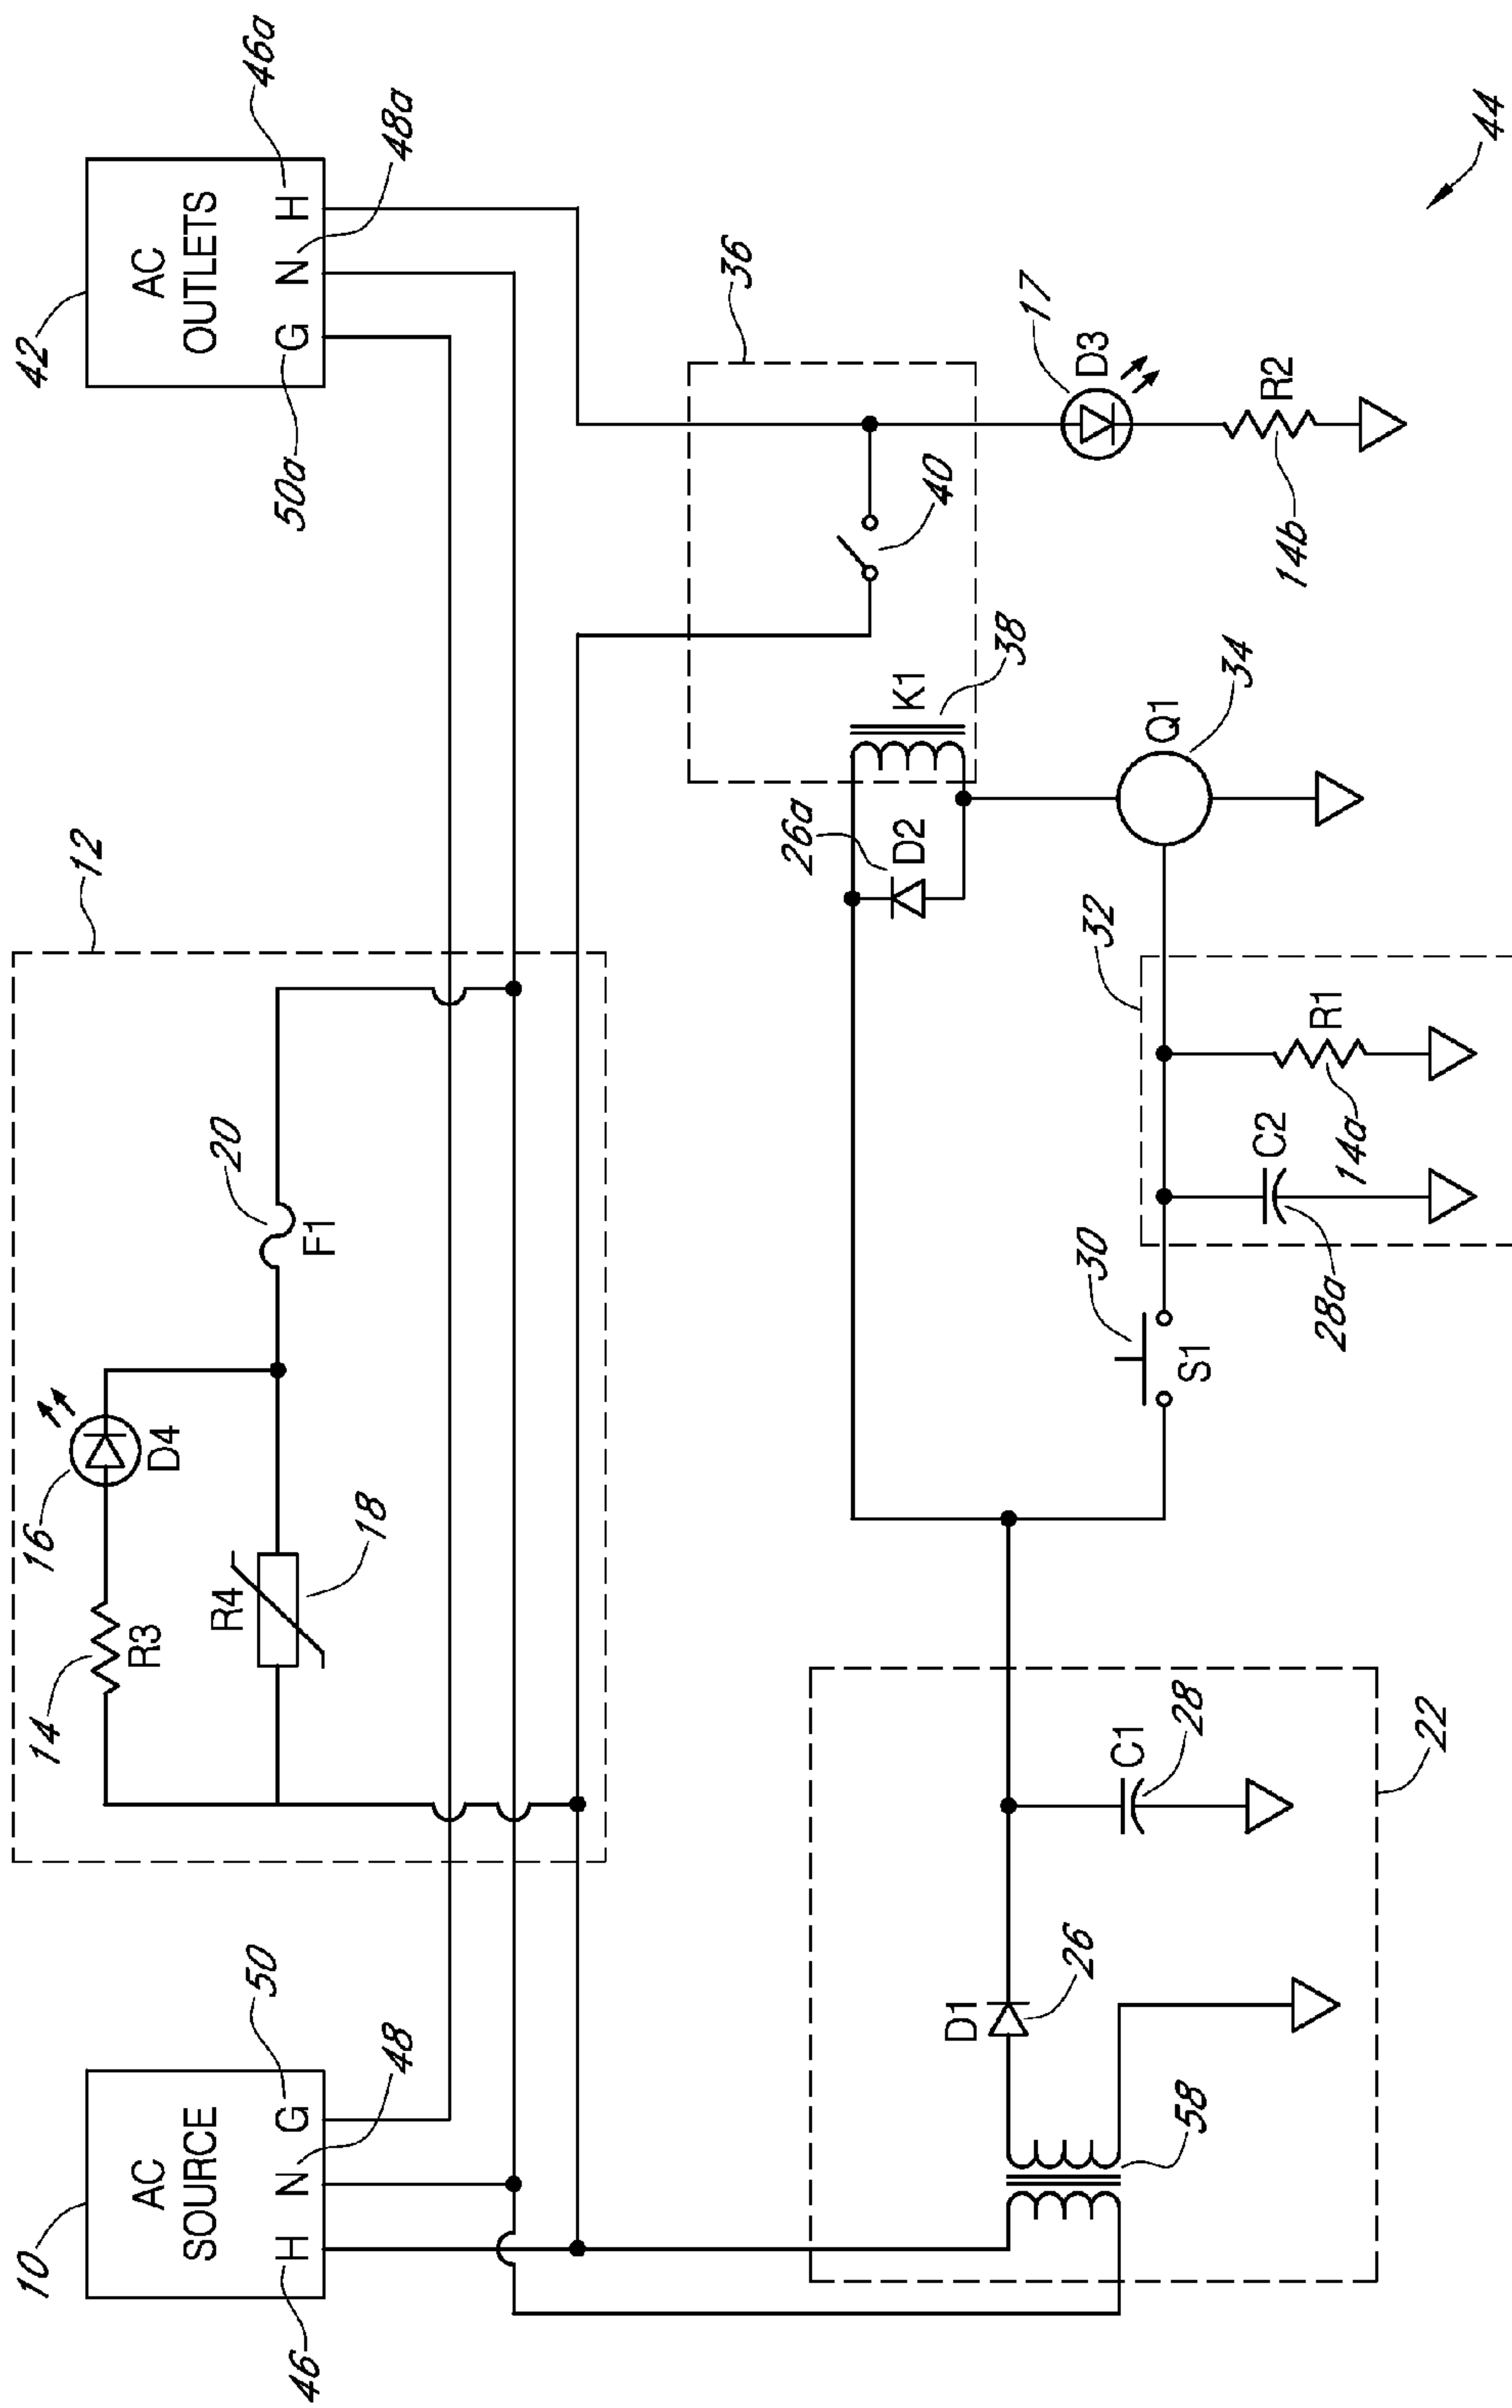 10
AC
SOURCE
H
N
G
46
48
50
12
14
R3
16
D4
R4
18
20
F1
42
AC
OUTLETS
G
N
H
50a
48a
46a
22
58
D1
26
C1
28
30
S1
32
C2
28a
R1
14a
26a
D2
36
K1
38
40
Q1
34
17
D3
R2
14b
44